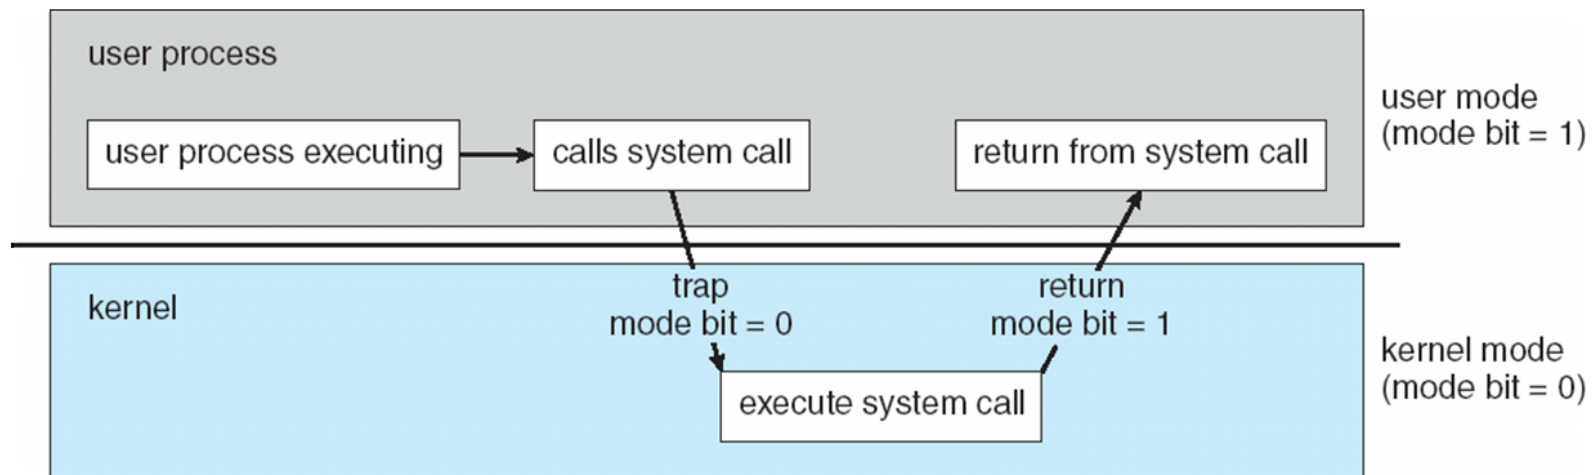 user process
user process executing
calls system call
return from system call
user mode
(mode bit = 1)
kernel
trap
mode bit = 0
return
mode bit = 1
execute system call
kernel mode
(mode bit = 0)